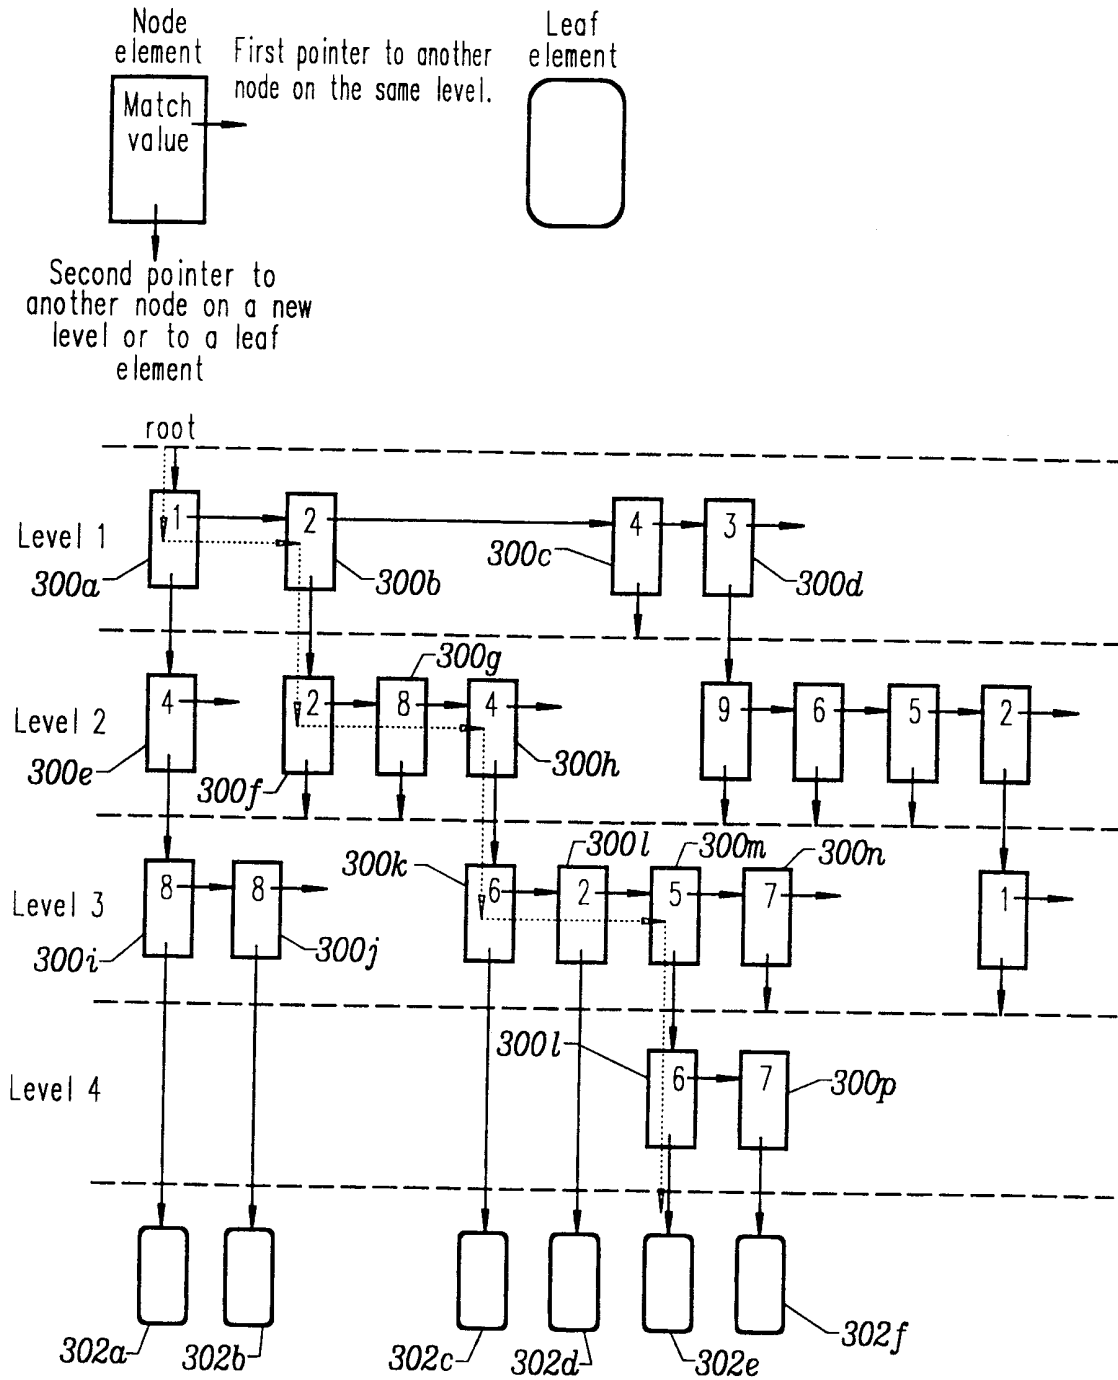 Node
element
Leaf
element
First pointer to another
node on the same level.
Match
value
Second pointer to
another node on a new
level or to a leaf
element
root
Level 1
1
2
4
3
300a
300b
300c
300d
Level 2
4
2
8
4
9
6
5
2
300e
300f
300g
300h
Level 3
8
8
6
2
5
7
1
300i
300j
300k
300l
300m
300n
Level 4
6
7
300l
300p
302a
302b
302c
302d
302e
302f